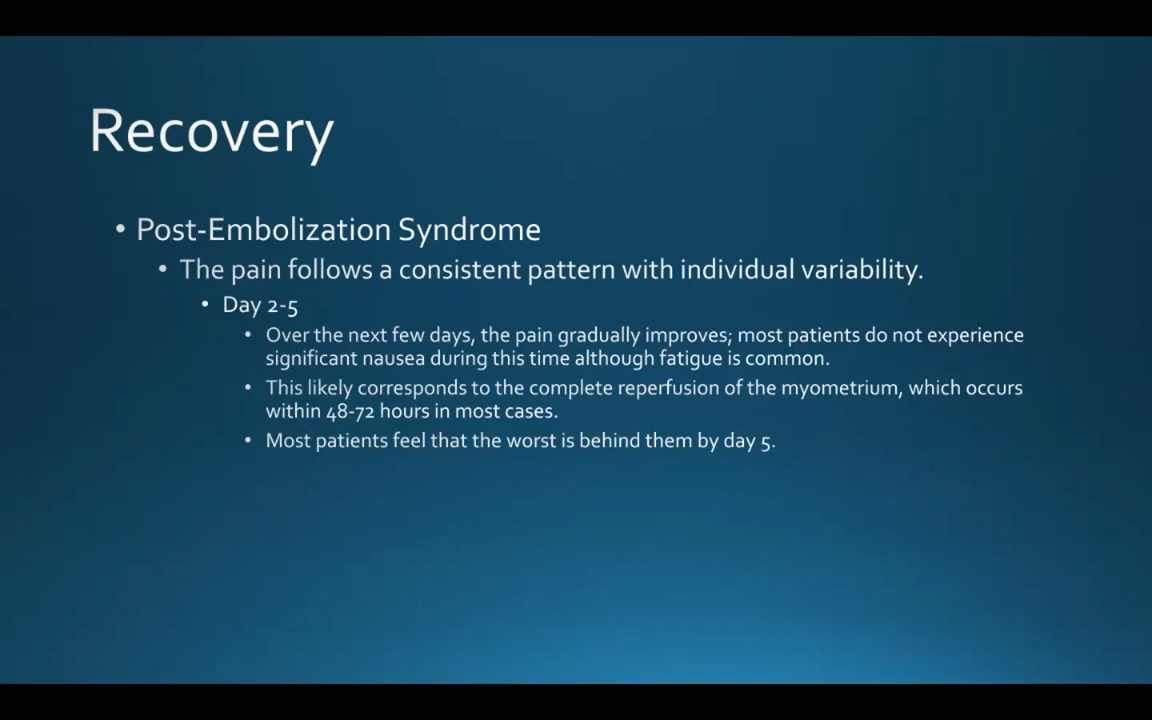 Recovery
• Post-Embolization Syndrome
• The pain follows a consistent pattern with individual variability.
• Day 2-5
• Over the next few days, the pain gradually improves; most patients do not experience
significant nausea during this time although fatigue is common.
• This likely corresponds to the complete reperfusion of the myometrium, which occurs
within 48-72 hours in most cases.
• Most patients feel that the worst is behind them by day 5.